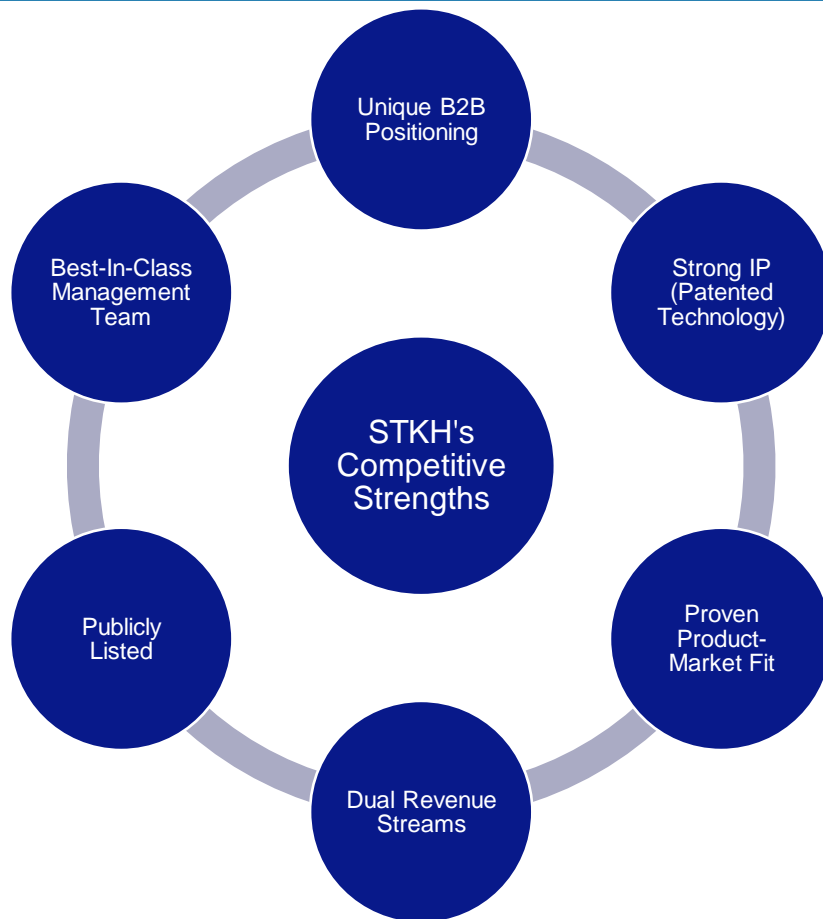 Unique B2B
Positioning
Strong IP
(Patented
Technology)
Proven
Product-
Market Fit
Dual Revenue
Streams
Publicly
Listed
Best-In-Class
Management
Team
STKH's
Competitive
Strengths